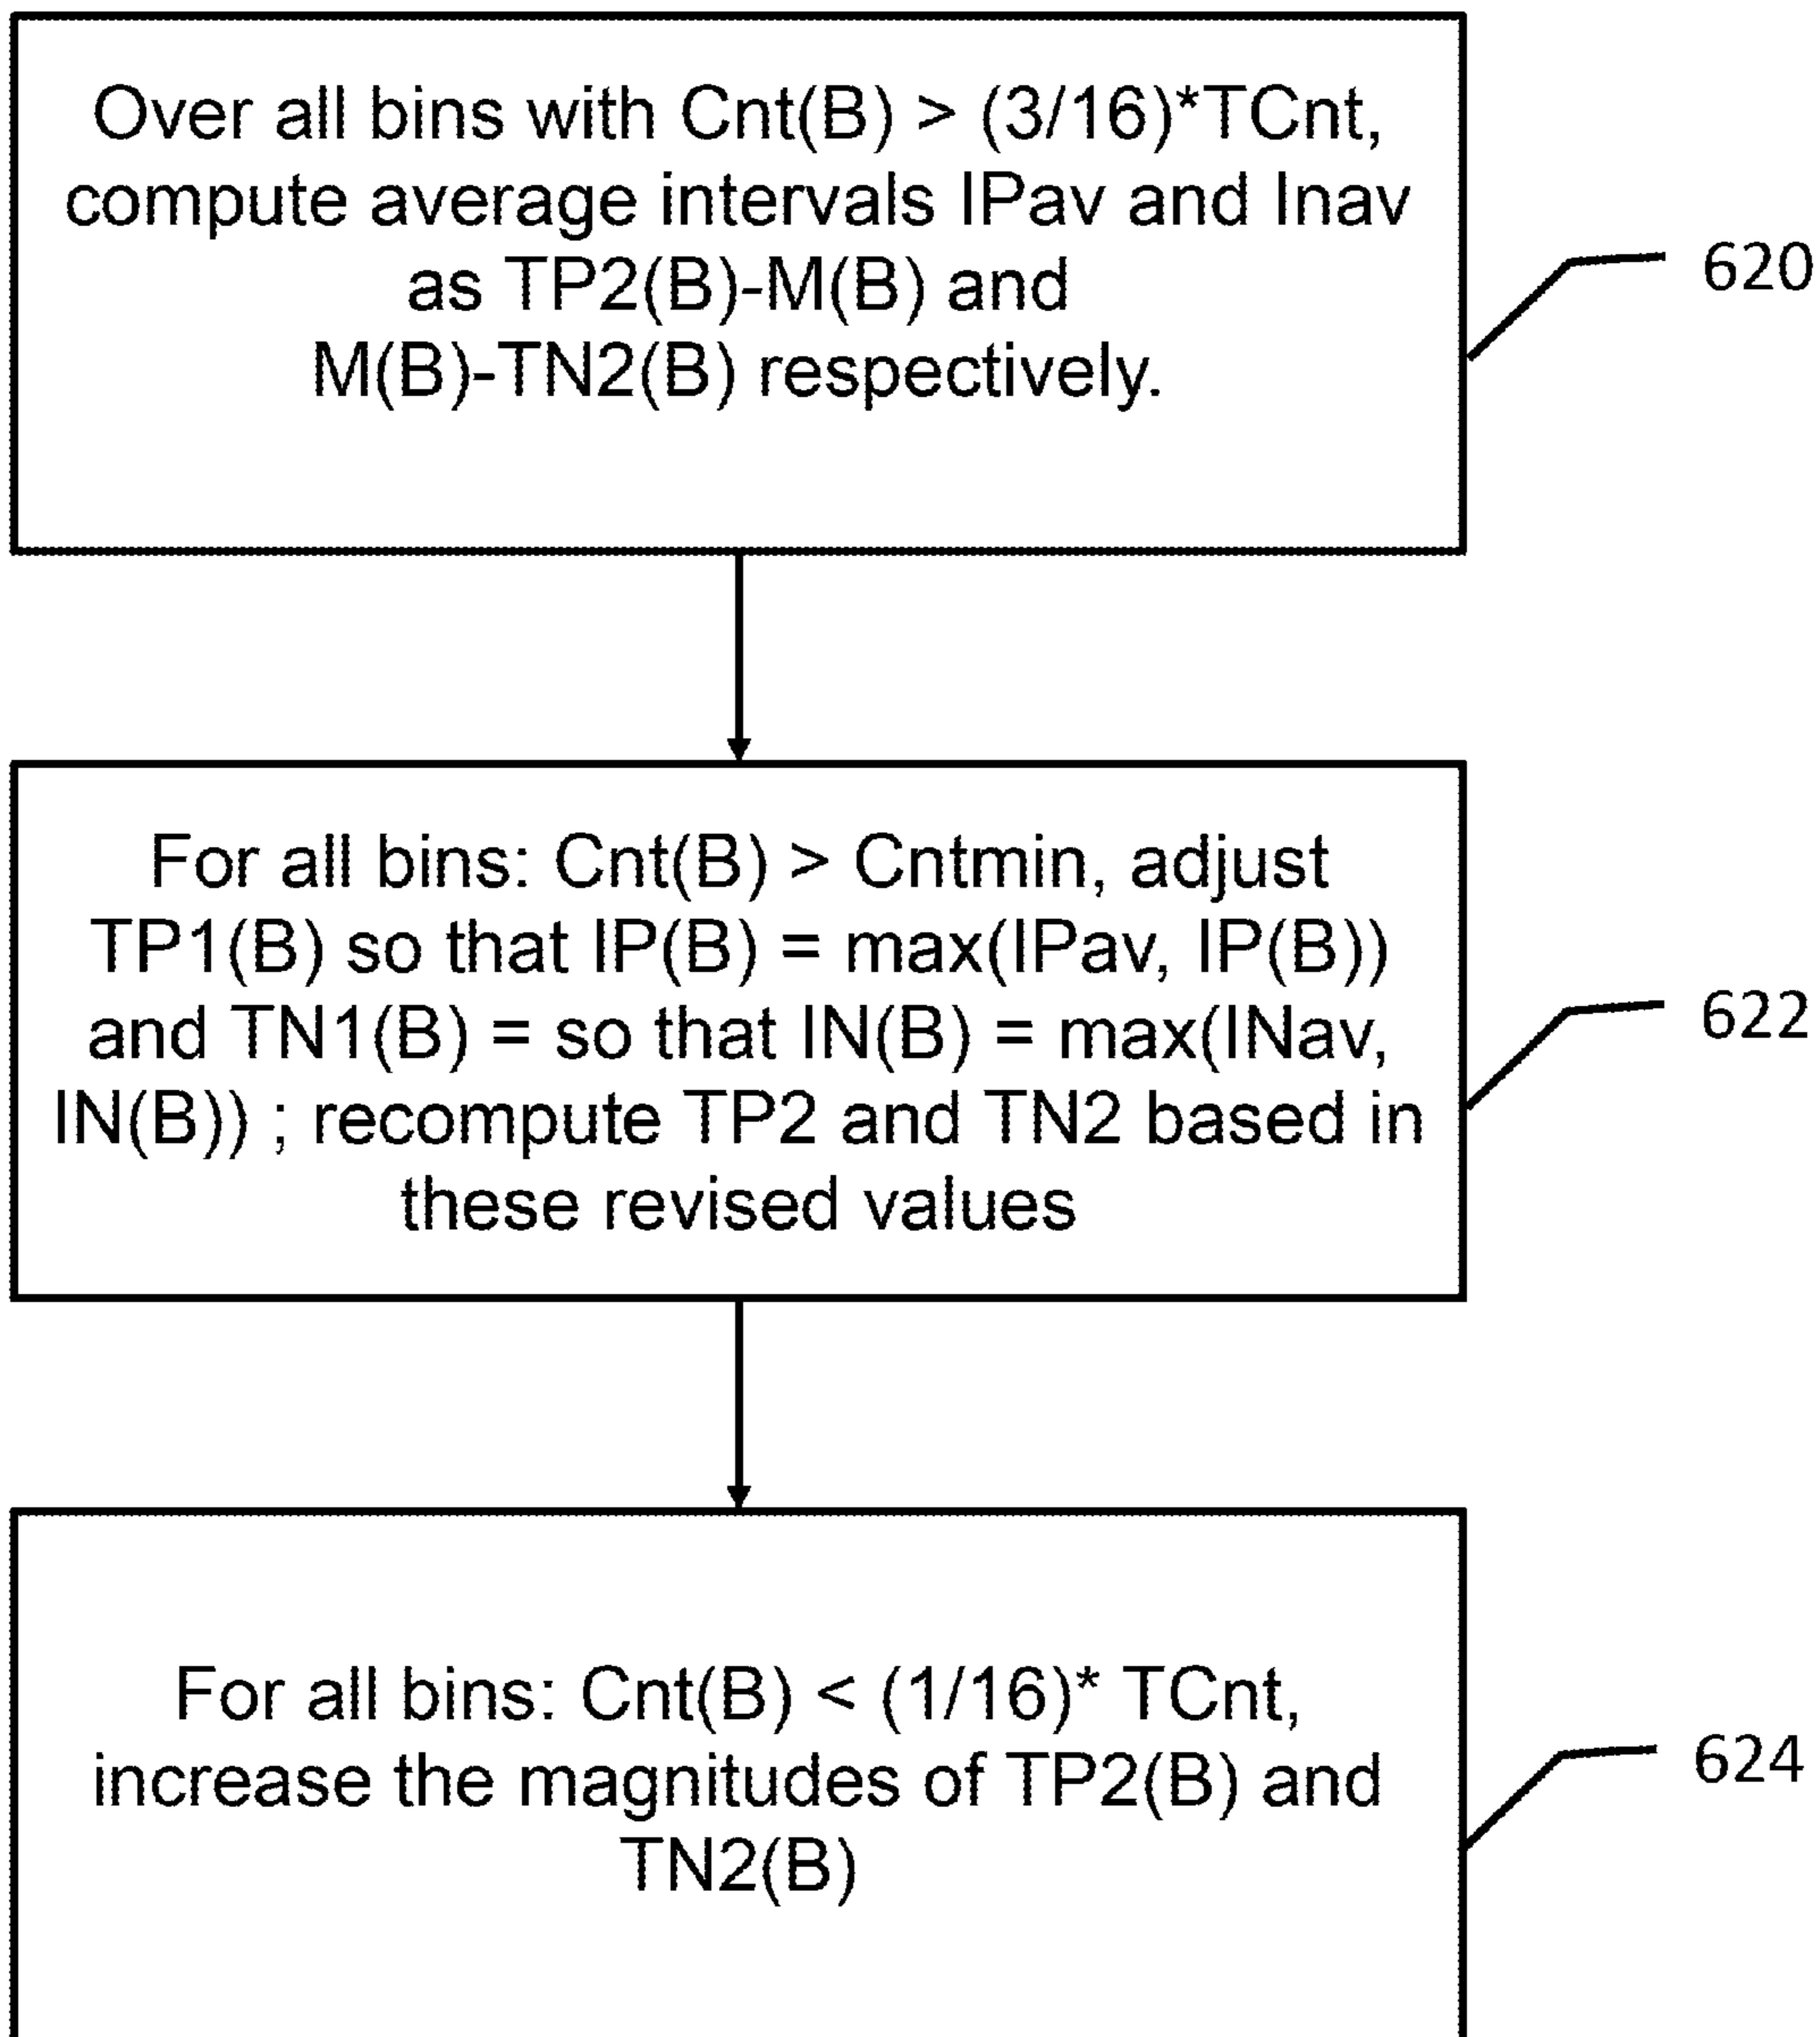 Over all bins with Cnt(B) > (3/16)*TCnt,
compute average intervals IPav and Inav
as TP2(B)-M(B) and
M(B)-TN2(B) respectively.
620
For all bins: Cnt(B) > Cntmin, adjust
TP1(B) so that IP(B) = max(IPav, IP(B))
and TN1(B) = so that IN(B) = max(INav,
IN(B)) ; recompute TP2 and TN2 based in
these revised values
622
For all bins: Cnt(B) < (1/16)* TCnt,
increase the magnitudes of TP2(B) and
TN2(B)
624